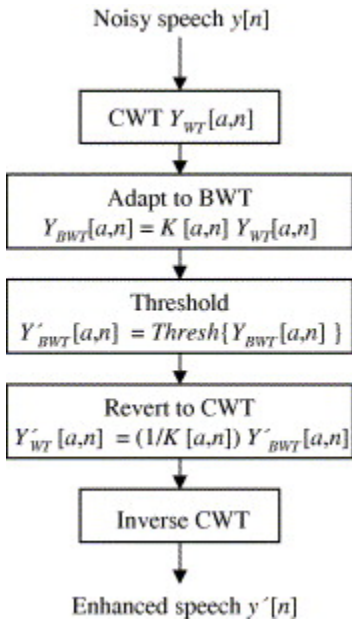 Noisy speech y[n]
CWT Y_WT[a,n]
Adapt to BWT
Y_BWT[a,n] = K [a,n] Y_WT[a,n]
Threshold
Y´_BWT[a,n] = Thresh{Y_BWT[a,n] }
Revert to CWT
Y´_WT [a,n] = (1/K [a,n]) Y´_BWT[a,n]
Inverse CWT
Enhanced speech y´[n]